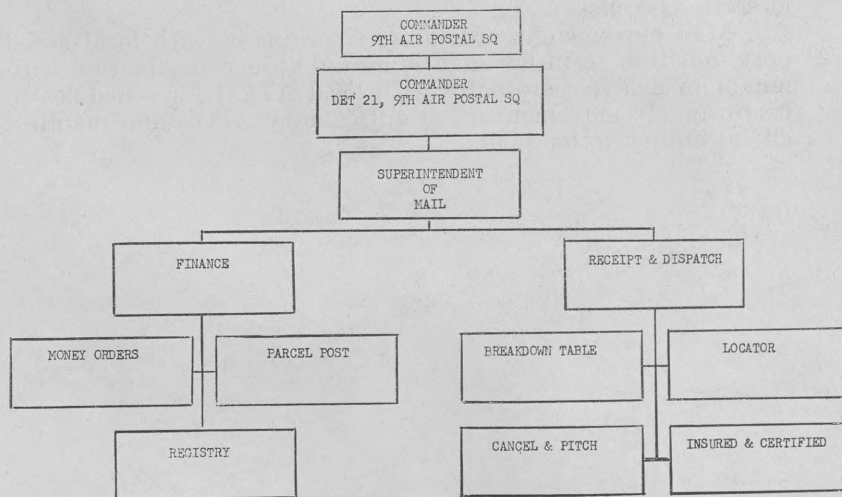 COMMANDER
9TH AIR POSTAL SQ
COMMANDER
DET 21, 9TH AIR POSTAL SQ
SUPERINTENDENT
OF
MAIL
FINANCE
RECEIPT & DISPATCH
MONEY ORDERS
PARCEL POST
BREAKDOWN TABLE
LOCATOR
REGISTRY
CANCEL & PITCH
INSURED & CERTIFIED